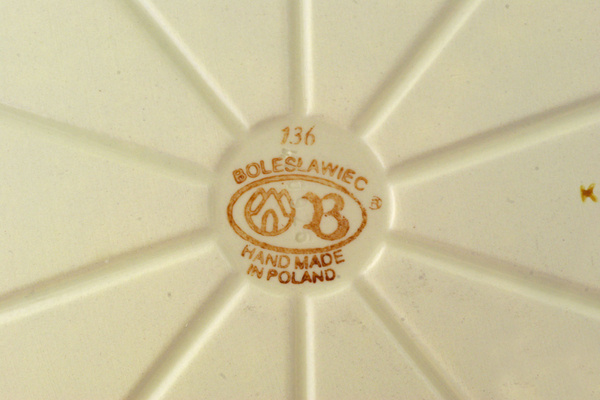 136
BOLESŁAWIEC
®
B
HAND MADE
IN POLAND